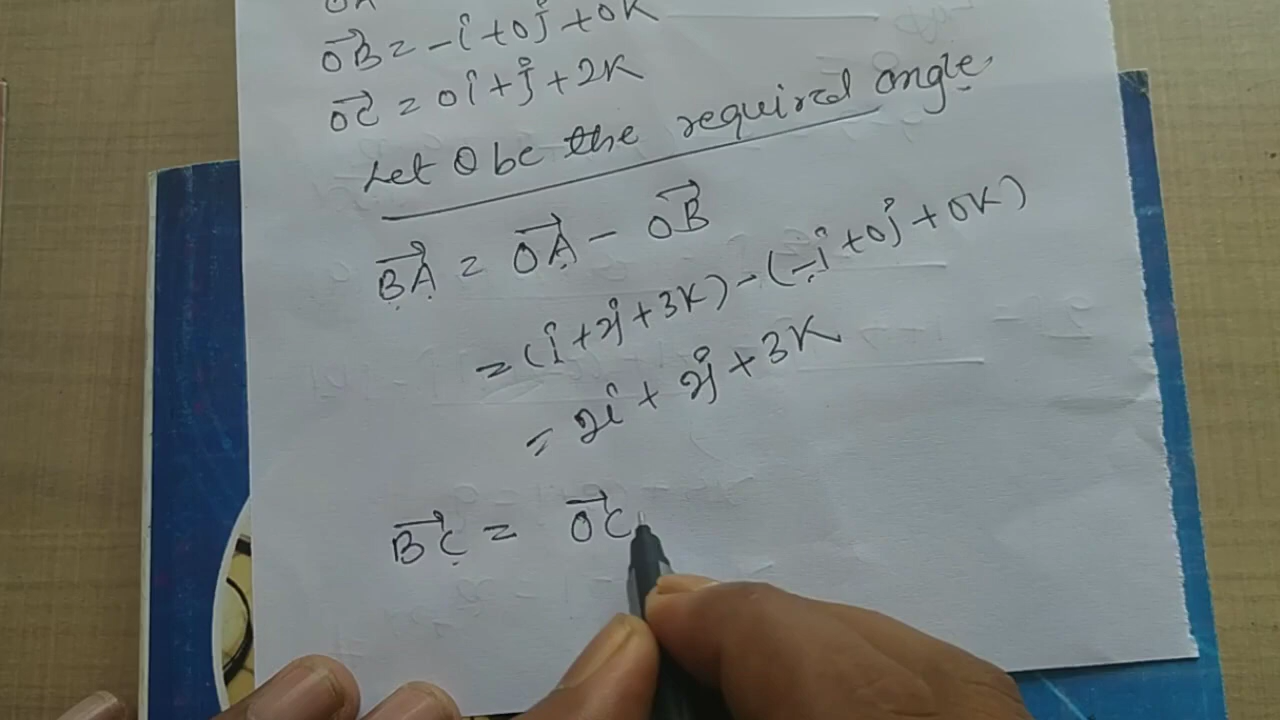 OA
OB = -i + 0j + 0K
OC = 0i + j + 2K
Let θ be the required angle.
BA = OA - OB
= (i + 2j + 3K) - (-i + 0j + 0K)
= 2i + 2j + 3K
BC = OC